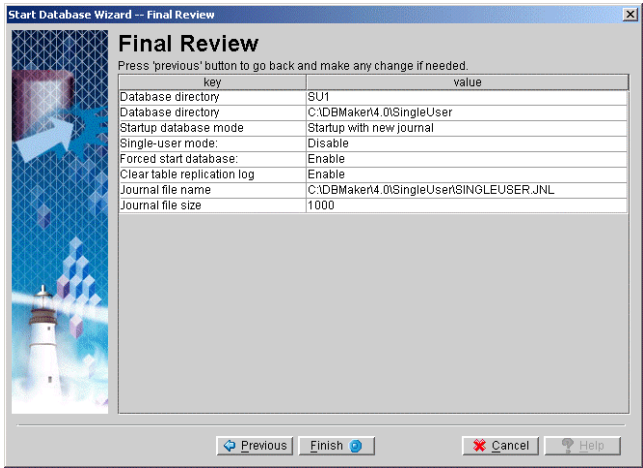 Start Database Wizard -- Final Review
Final Review
Press 'previous' button to go back and make any change if needed.
key value
Database directory SU1
Database directory C:\DBMaker\4.0\SingleUser
Startup database mode Startup with new journal
Single-user mode: Disable
Forced start database: Enable
Clear table replication log Enable
Journal file name C:\DBMaker\4.0\SingleUser\SINGLEUSER.JNL
Journal file size 1000
Previous Finish Cancel Help